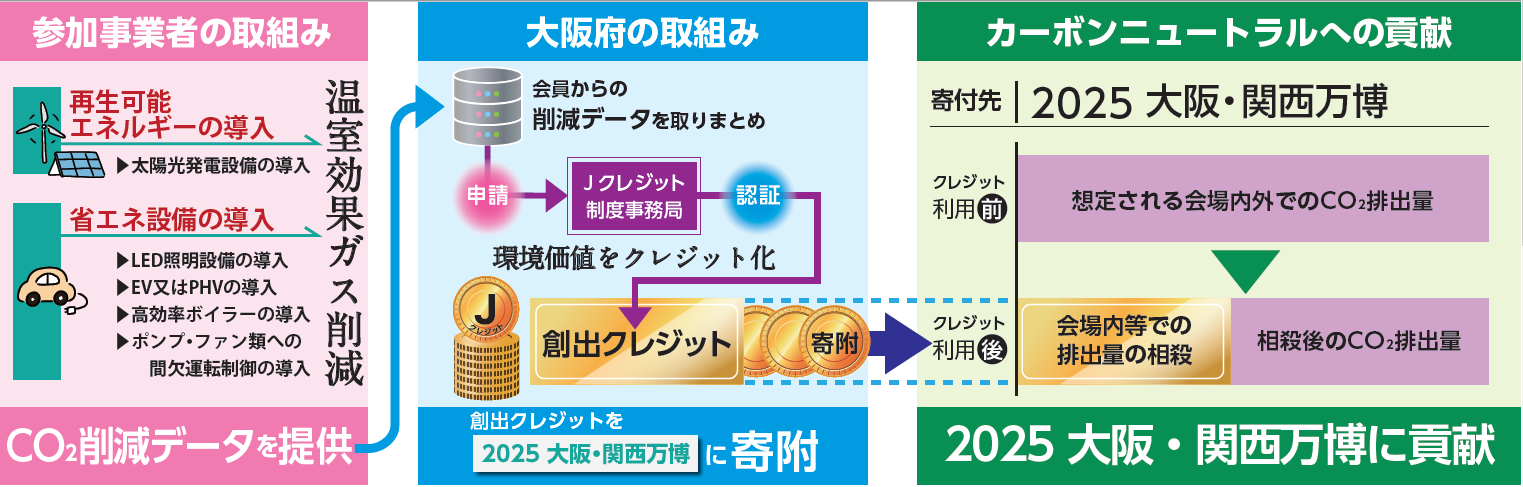 参加事業者の取組み
再生可能
エネルギーの導入
▶太陽光発電設備の導入
省エネ設備の導入
▶LED照明設備の導入
▶EV又はPHVの導入
▶高効率ボイラーの導入
▶ポンプ・ファン類への
間欠運転制御の導入
温室効果ガス削減
CO₂削減データを提供
大阪府の取組み
会員からの
削減データを取りまとめ
申請
Jクレジット
制度事務局
認証
環境価値をクレジット化
J
クレジット
創出クレジット
寄附
創出クレジットを
2025 大阪・関西万博 に寄附
カーボンニュートラルへの貢献
寄付先 2025 大阪・関西万博
クレジット
利用前
想定される会場内外でのCO₂排出量
クレジット
利用後
会場内等での
排出量の相殺
相殺後のCO₂排出量
2025 大阪・関西万博に貢献